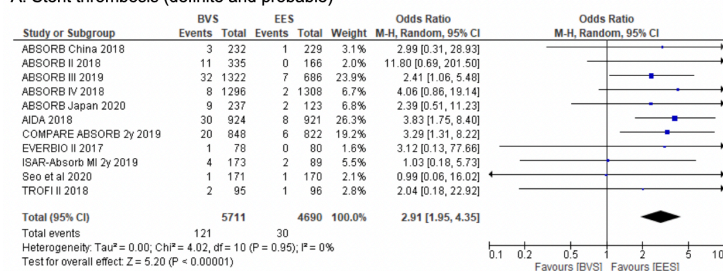 A. Stent thrombosis (definite and probable)
BVS EES Odds Ratio Odds Ratio
Study or Subgroup Events Total Events Total Weight M-H, Random, 95% CI M-H, Random, 95% CI
ABSORB China 2018 3 232 1 229 3.1% 2.99 [0.31, 28.93]
ABSORB II 2018 11 335 0 166 2.0% 11.80 [0.69, 201.50]
ABSORB III 2019 32 1322 7 686 23.9% 2.41 [1.06, 5.48]
ABSORB IV 2018 8 1296 2 1308 6.8% 4.06 [0.86, 19.14]
ABSORB Japan 2020 9 237 2 123 6.8% 2.39 [0.51, 11.23]
AIDA 2018 30 924 8 921 26.3% 3.83 [1.75, 8.40]
COMPARE ABSORB 2y 2019 20 848 6 822 19.2% 3.29 [1.31, 8.22]
EVERBIO II 2017 1 78 0 80 1.6% 3.12 [0.13, 77.66]
ISAR-Absorb MI 2y 2019 4 173 2 89 5.5% 1.03 [0.18, 5.73]
Seo et al 2020 1 171 1 170 2.1% 0.99 [0.06, 16.02]
TROFI II 2018 2 95 1 96 2.8% 2.04 [0.18, 22.92]
Total (95% CI) 5711 4690 100.0% 2.91 [1.95, 4.35]
Total events 121 30
Heterogeneity: Tau² = 0.00; Chi² = 4.02, df = 10 (P = 0.95); I² = 0%
Test for overall effect: Z = 5.20 (P < 0.00001)
0.1 0.2 0.5 1 2 5 10
Favours [BVS] Favours [EES]